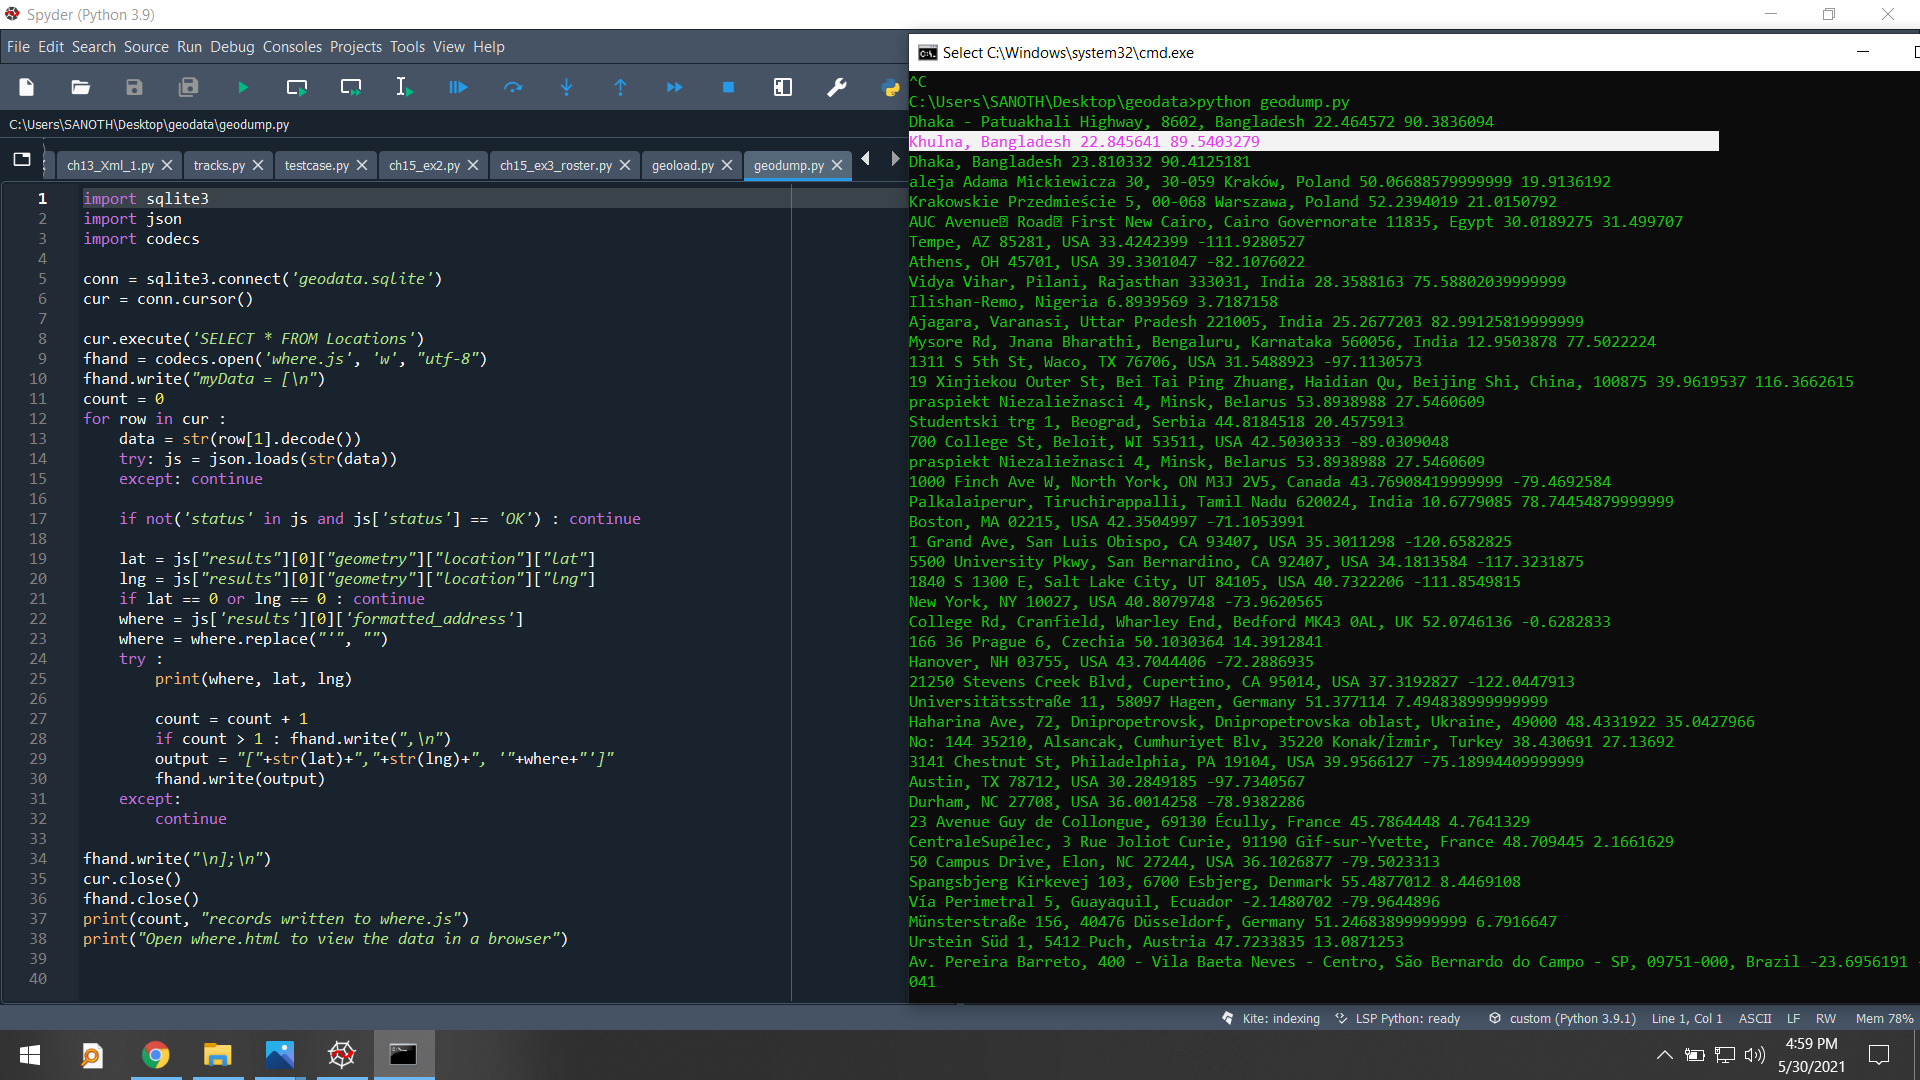 Spyder (Python 3.9)
File Edit Search Source Run Debug Consoles Projects Tools View Help
C:\Users\SANOTH\Desktop\geodata\geodump.py
ch13_Xml_1.py tracks.py testcase.py ch15_ex2.py ch15_ex3_roster.py geoload.py geodump.py
1 import sqlite3
2 import json
3 import codecs
4
5 conn = sqlite3.connect('geodata.sqlite')
6 cur = conn.cursor()
7
8 cur.execute('SELECT * FROM Locations')
9 fhand = codecs.open('where.js', 'w', "utf-8")
10 fhand.write("myData = [\n")
11 count = 0
12 for row in cur :
13 data = str(row[1].decode())
14 try: js = json.loads(str(data))
15 except: continue
16
17 if not('status' in js and js['status'] == 'OK') : continue
18
19 lat = js["results"][0]["geometry"]["location"]["lat"]
20 lng = js["results"][0]["geometry"]["location"]["lng"]
21 if lat == 0 or lng == 0 : continue
22 where = js['results'][0]['formatted_address']
23 where = where.replace("'", "")
24 try :
25 print(where, lat, lng)
26
27 count = count + 1
28 if count > 1 : fhand.write(",\n")
29 output = "["+str(lat)+","+str(lng)+", '"+where+"']"
30 fhand.write(output)
31 except:
32 continue
33
34 fhand.write("\n];\n")
35 cur.close()
36 fhand.close()
37 print(count, "records written to where.js")
38 print("Open where.html to view the data in a browser")
39
40
Select C:\Windows\system32\cmd.exe
^C
C:\Users\SANOTH\Desktop\geodata>python geodump.py
Dhaka - Patuakhali Highway, 8602, Bangladesh 22.464572 90.3836094
Khulna, Bangladesh 22.845641 89.5403279
Dhaka, Bangladesh 23.810332 90.4125181
aleja Adama Mickiewicza 30, 30-059 Kraków, Poland 50.06688579999999 19.9136192
Krakowskie Przedmieście 5, 00-068 Warszawa, Poland 52.2394019 21.0150792
AUC Avenue Road First New Cairo, Cairo Governorate 11835, Egypt 30.0189275 31.499707
Tempe, AZ 85281, USA 33.4242399 -111.9280527
Athens, OH 45701, USA 39.3301047 -82.1076022
Vidya Vihar, Pilani, Rajasthan 333031, India 28.3588163 75.58802039999999
Ilishan-Remo, Nigeria 6.8939569 3.7187158
Ajagara, Varanasi, Uttar Pradesh 221005, India 25.2677203 82.99125819999999
Mysore Rd, Jnana Bharathi, Bengaluru, Karnataka 560056, India 12.9503878 77.5022224
1311 S 5th St, Waco, TX 76706, USA 31.5488923 -97.1130573
19 Xinjiekou Outer St, Bei Tai Ping Zhuang, Haidian Qu, Beijing Shi, China, 100875 39.9619537 116.3662615
praspiekt Niezaliežnasci 4, Minsk, Belarus 53.8938988 27.5460609
Studentski trg 1, Beograd, Serbia 44.8184518 20.4575913
700 College St, Beloit, WI 53511, USA 42.5030333 -89.0309048
praspiekt Niezaliežnasci 4, Minsk, Belarus 53.8938988 27.5460609
1000 Finch Ave W, North York, ON M3J 2V5, Canada 43.76908419999999 -79.4692584
Palkalaiperur, Tiruchirappalli, Tamil Nadu 620024, India 10.6779085 78.74454879999999
Boston, MA 02215, USA 42.3504997 -71.1053991
1 Grand Ave, San Luis Obispo, CA 93407, USA 35.3011298 -120.6582825
5500 University Pkwy, San Bernardino, CA 92407, USA 34.1813584 -117.3231875
1840 S 1300 E, Salt Lake City, UT 84105, USA 40.7322206 -111.8549815
New York, NY 10027, USA 40.8079748 -73.9620565
College Rd, Cranfield, Wharley End, Bedford MK43 0AL, UK 52.0746136 -0.6282833
166 36 Prague 6, Czechia 50.1030364 14.3912841
Hanover, NH 03755, USA 43.7044406 -72.2886935
21250 Stevens Creek Blvd, Cupertino, CA 95014, USA 37.3192827 -122.0447913
Universitätsstraße 11, 58097 Hagen, Germany 51.377114 7.494838999999999
Haharina Ave, 72, Dnipropetrovsk, Dnipropetrovska oblast, Ukraine, 49000 48.4331922 35.0427966
No: 144 35210, Alsancak, Cumhuriyet Blv, 35220 Konak/İzmir, Turkey 38.430691 27.13692
3141 Chestnut St, Philadelphia, PA 19104, USA 39.9566127 -75.18994409999999
Austin, TX 78712, USA 30.2849185 -97.7340567
Durham, NC 27708, USA 36.0014258 -78.9382286
23 Avenue Guy de Collongue, 69130 Écully, France 45.7864448 4.7641329
CentraleSupélec, 3 Rue Joliot Curie, 91190 Gif-sur-Yvette, France 48.709445 2.1661629
50 Campus Drive, Elon, NC 27244, USA 36.1026877 -79.5023313
Spangsbjerg Kirkevej 103, 6700 Esbjerg, Denmark 55.4877012 8.4469108
Vía Perimetral 5, Guayaquil, Ecuador -2.1480702 -79.9644896
Münsterstraße 156, 40476 Düsseldorf, Germany 51.24683899999999 6.7916647
Urstein Süd 1, 5412 Puch, Austria 47.7233835 13.0871253
Av. Pereira Barreto, 400 - Vila Baeta Neves - Centro, São Bernardo do Campo - SP, 09751-000, Brazil -23.6956191 -
041
Kite: indexing LSP Python: ready custom (Python 3.9.1) Line 1, Col 1 ASCII LF RW Mem 78%
4:59 PM
5/30/2021